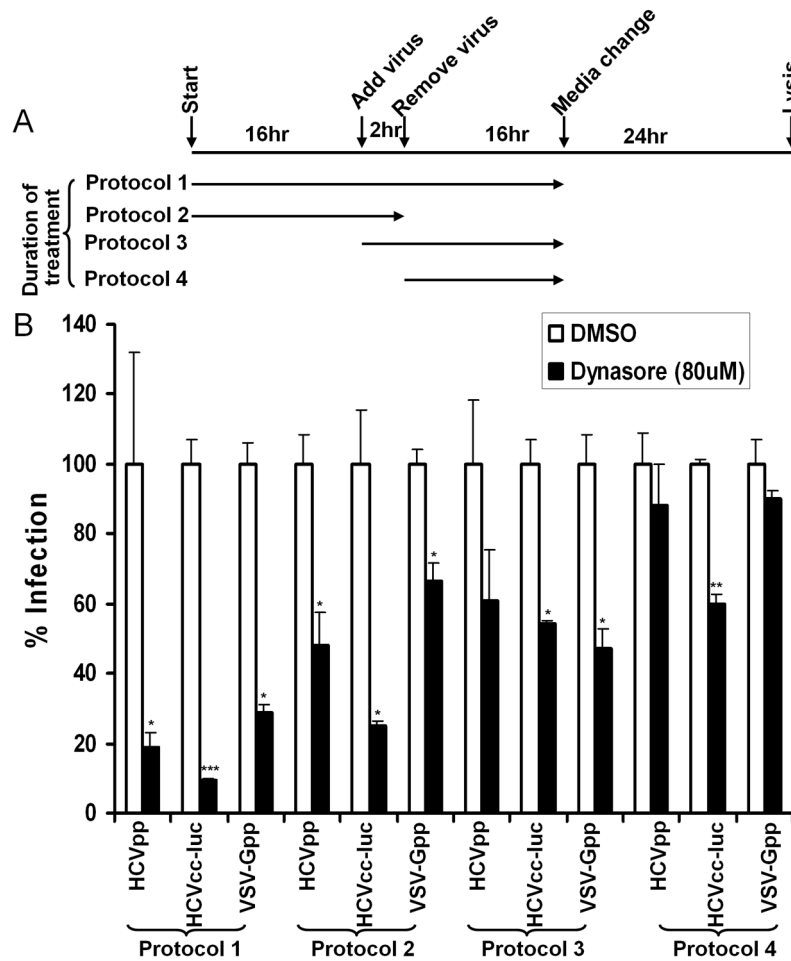 A
Start
Add virus
Remove virus
Media change
Lysis
16hr
2hr
16hr
24hr
Duration of
treatment
Protocol 1
Protocol 2
Protocol 3
Protocol 4
B
DMSO
Dynasore (80uM)
% Infection
140
120
100
80
60
40
20
0
*
***
*
*
*
*
*
*
**
HCVpp
HCVcc-luc
VSV-Gpp
HCVpp
HCVcc-luc
VSV-Gpp
HCVpp
HCVcc-luc
VSV-Gpp
HCVpp
HCVcc-luc
VSV-Gpp
Protocol 1
Protocol 2
Protocol 3
Protocol 4